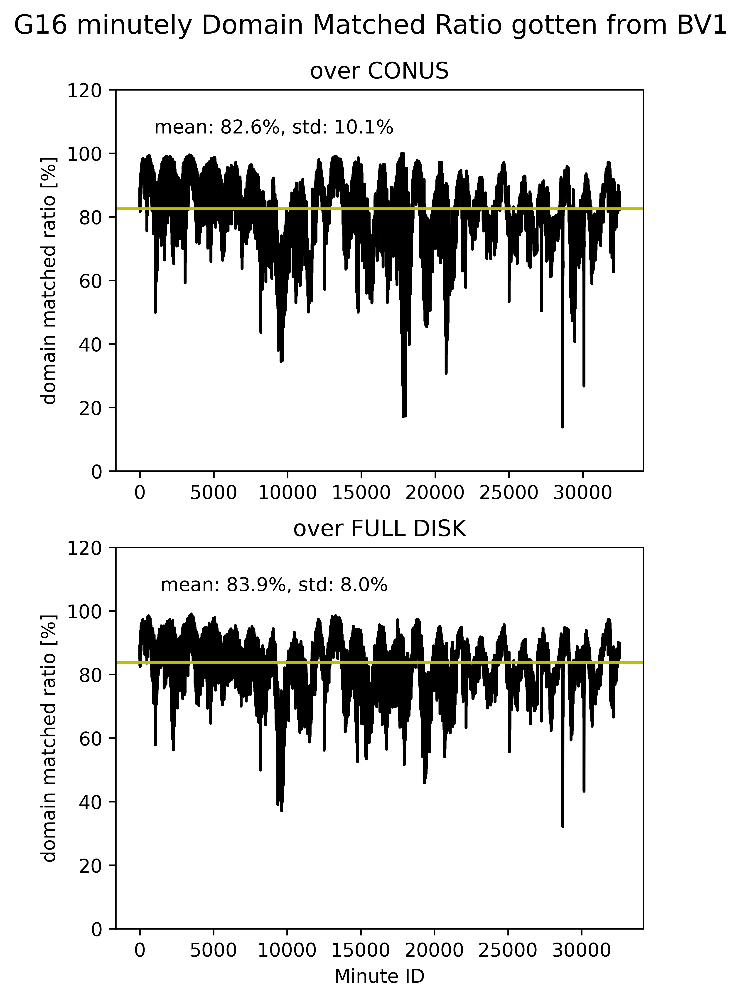 G16 minutely Domain Matched Ratio gotten from BV1
over CONUS
120
mean: 82.6%, std: 10.1%
100
80
60
40
20
0
domain matched ratio [%]
0 5000 10000 15000 20000 25000 30000
over FULL DISK
120
mean: 83.9%, std: 8.0%
100
80
60
40
20
0
domain matched ratio [%]
0 5000 10000 15000 20000 25000 30000
Minute ID